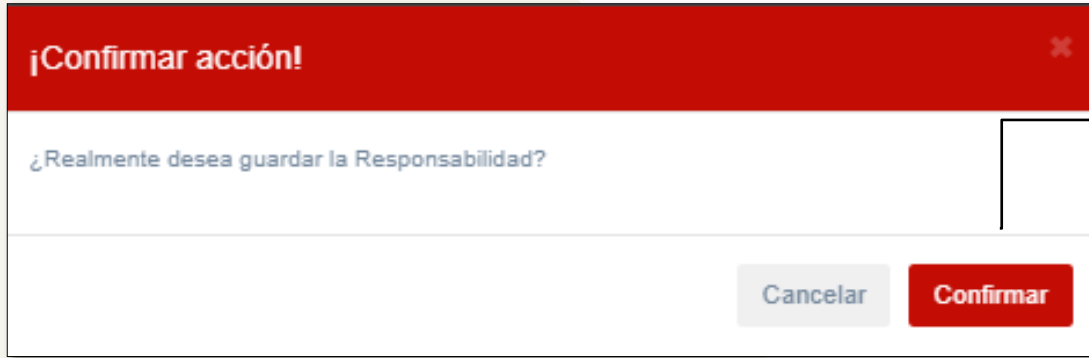 ¡Confirmar acción!
¿Realmente desea guardar la Responsabilidad?
Cancelar
Confirmar